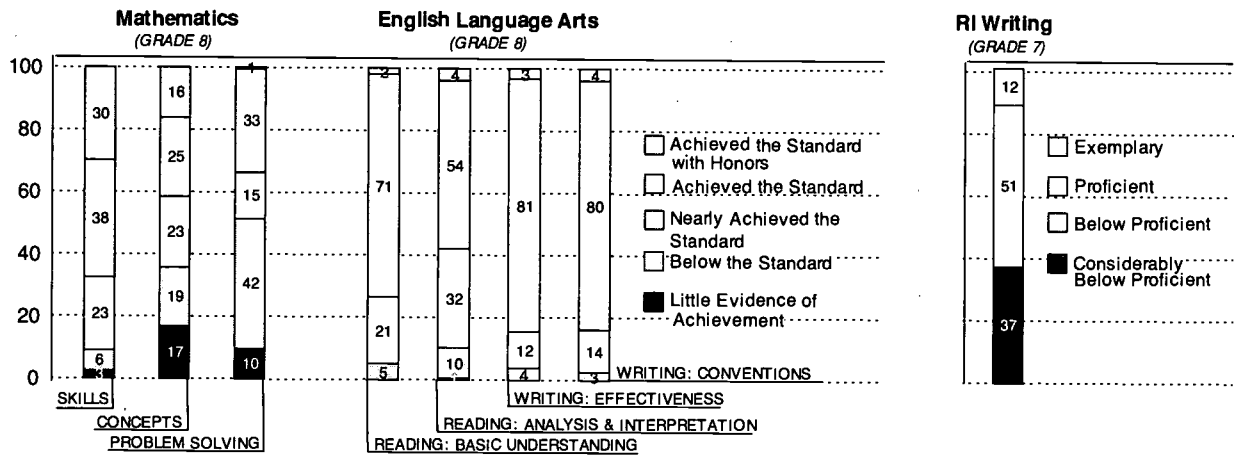 Mathematics
(GRADE 8)
English Language Arts
(GRADE 8)
RI Writing
(GRADE 7)
100
80
60
40
20
0
30
38
23
6
3
16
25
23
19
17
1
33
15
42
10
2
71
21
5
4
54
32
10
3
81
12
4
4
80
14
3
Achieved the Standard
with Honors
Achieved the Standard
Nearly Achieved the
Standard
Below the Standard
Little Evidence of
Achievement
12
51
37
Exemplary
Proficient
Below Proficient
Considerably
Below Proficient
SKILLS
CONCEPTS
PROBLEM SOLVING
WRITING: CONVENTIONS
WRITING: EFFECTIVENESS
READING: ANALYSIS & INTERPRETATION
READING: BASIC UNDERSTANDING